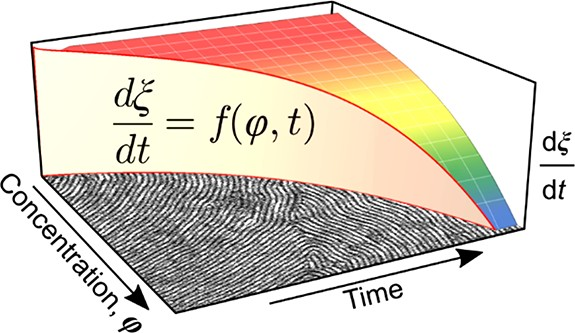 dξ/dt = f(φ, t)
dξ
dt
Concentration, φ
Time